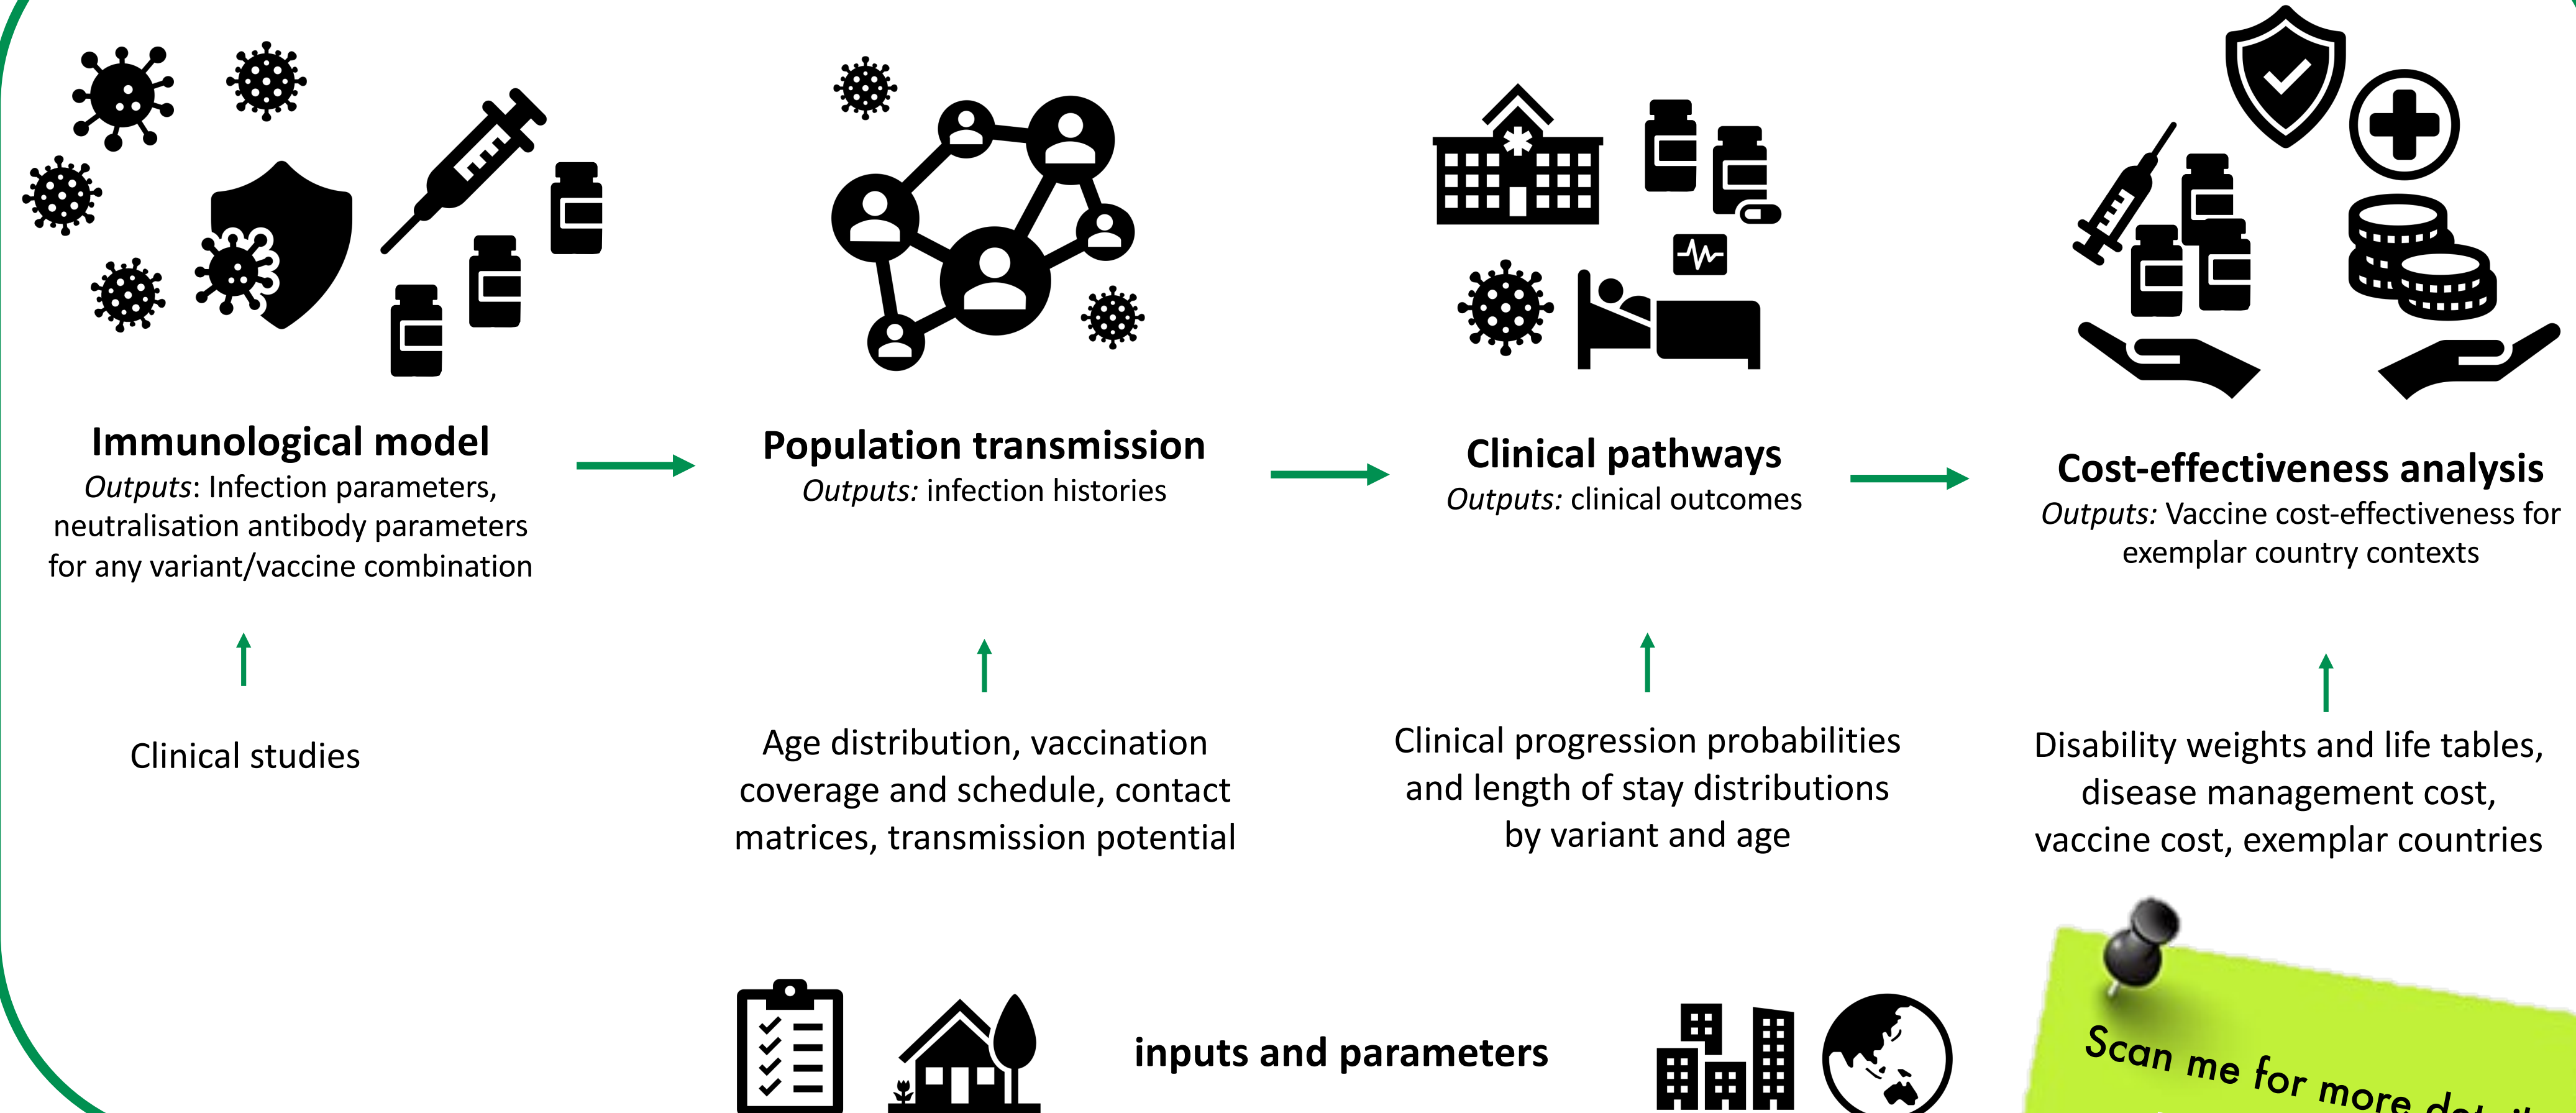 Immunological model
Outputs: Infection parameters,
neutralisation antibody parameters
for any variant/vaccine combination
Population transmission
Outputs: infection histories
Clinical pathways
Outputs: clinical outcomes
Cost-effectiveness analysis
Outputs: Vaccine cost-effectiveness for
exemplar country contexts
Clinical studies
Age distribution, vaccination
coverage and schedule, contact
matrices, transmission potential
Clinical progression probabilities
and length of stay distributions
by variant and age
Disability weights and life tables,
disease management cost,
vaccine cost, exemplar countries
inputs and parameters
Scan me for more